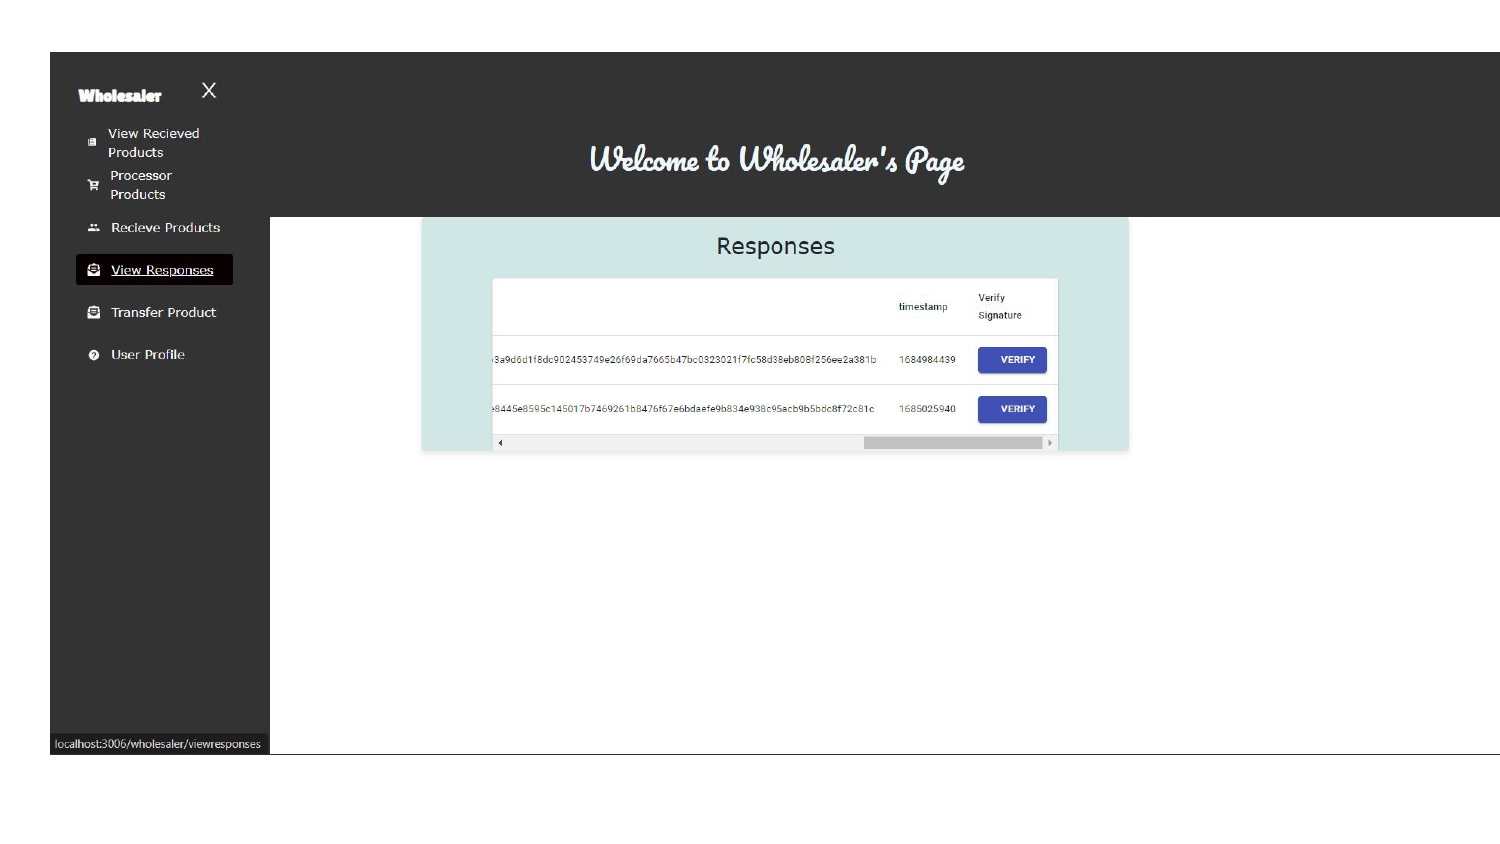 Wholesaler
X
View Recieved
Products
Processor
Products
Recieve Products
View Responses
Transfer Product
User Profile
Welcome to Wholesaler's Page
Responses
timestamp
Verify
Signature
3a9d6d1f8dc902453749e26f69da7665b47bc0323021f7fc58d38eb808f256ee2a381b 1684984439 VERIFY
8445e8595c145017b7469261b8476f67e6bdaefe9b834e938c95acb9b5bdc8f72c81c 1685025940 VERIFY
localhost:3006/wholesaler/viewresponses